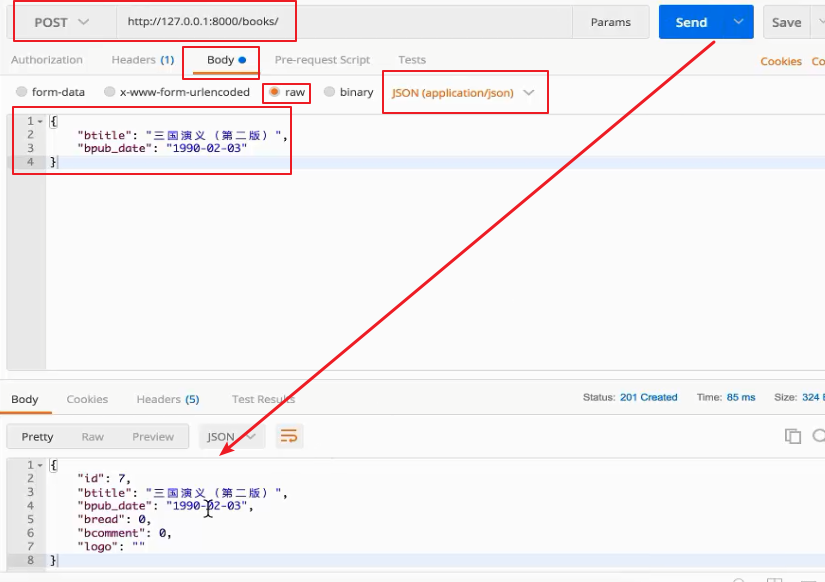 POST http://127.0.0.1:8000/books/ Params Send Save
Authorization Headers (1) Body Pre-request Script Tests Cookies
form-data x-www-form-urlencoded raw binary JSON (application/json)
1 {
2 "btitle": "三国演义（第二版）",
3 "bpub_date": "1990-02-03"
4 }
Body Cookies Headers (5) Test Results Status: 201 Created Time: 85 ms Size: 324
Pretty Raw Preview JSON
1 {
2 "id": 7,
3 "btitle": "三国演义（第二版）",
4 "bpub_date": "1990-02-03",
5 "bread": 0,
6 "bcomment": 0,
7 "logo": ""
8 }